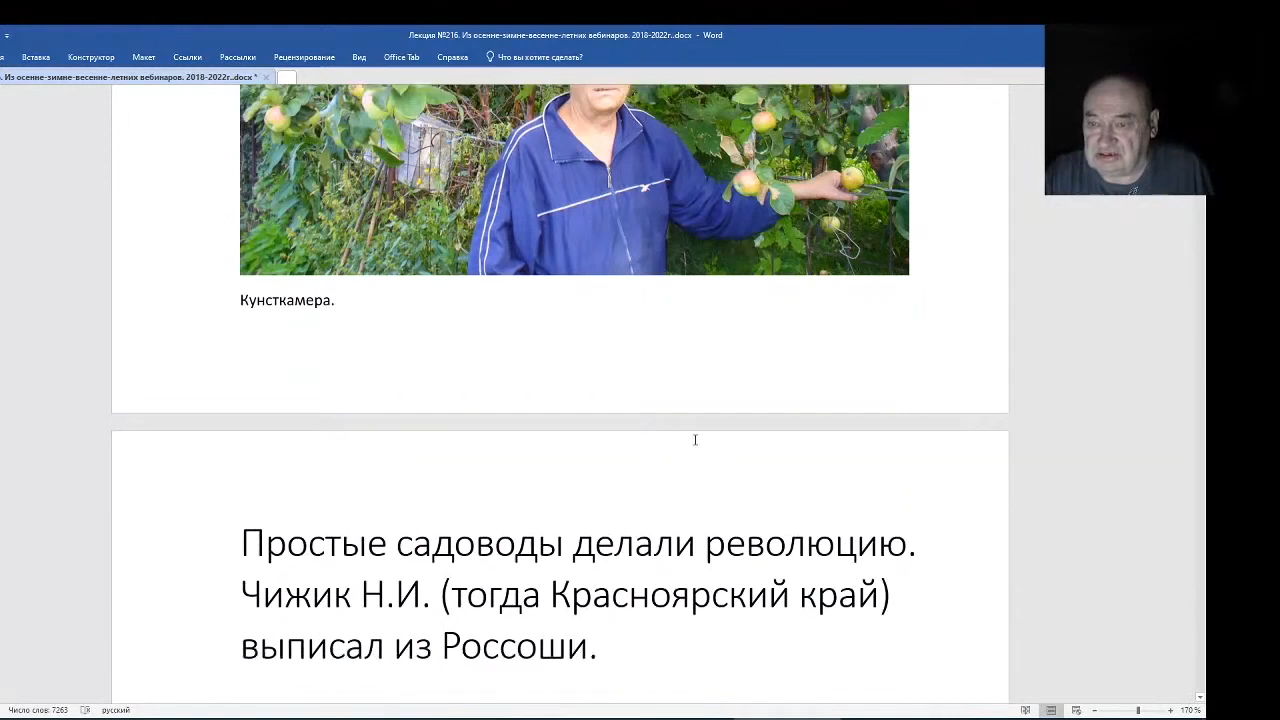 Лекция №216. Из осенне-зимне-весенне-летних вебинаров. 2018-2022г..docx - Word
я Вставка Конструктор Макет Ссылки Рассылки Рецензирование Вид Office Tab Справка Что вы хотите сделать?
. Из осенне-зимне-весенне-летних вебинаров. 2018-2022г..docx *
Кунсткамера.
Простые садоводы делали революцию.
Чижик Н.И. (тогда Красноярский край)
выписал из Россоши.
Число слов: 7263 русский 170 %